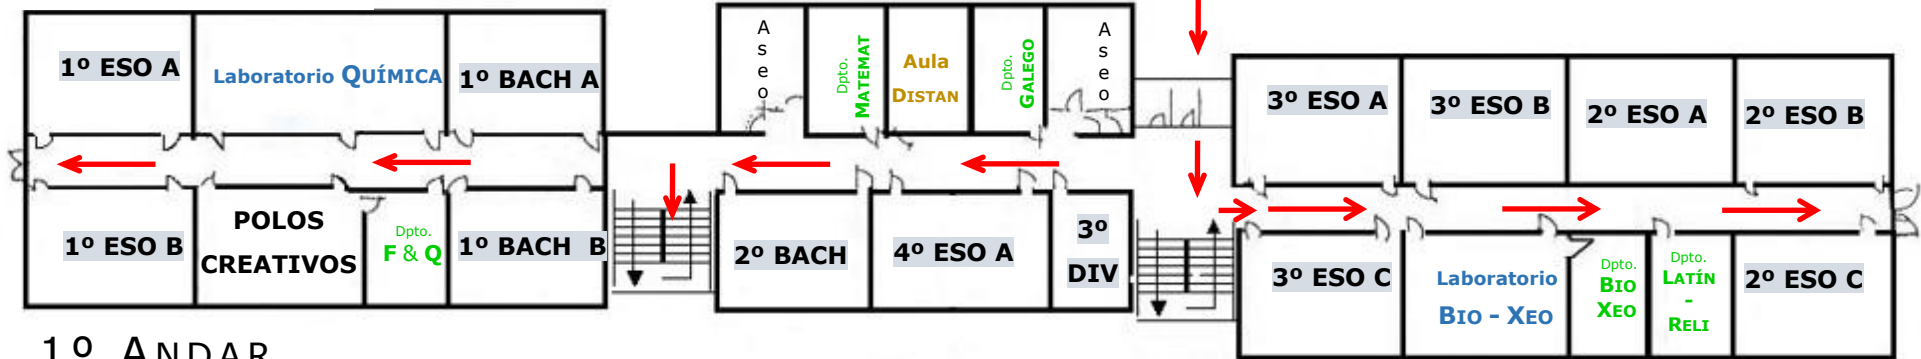 1º ESO A
Laboratorio QUÍMICA
1º BACH A
Aseo
Dpto.
MATEMAT
Aula
DISTAN
Dpto.
GALEGO
Aseo
3º ESO A
3º ESO B
2º ESO A
2º ESO B
1º ESO B
POLOS
CREATIVOS
Dpto.
F & Q
1º BACH B
2º BACH
4º ESO A
3º
DIV
3º ESO C
Laboratorio
BIO - XEO
Dpto.
BIO
XEO
Dpto.
LATÍN
-
RELI
2º ESO C
1º ANDAR